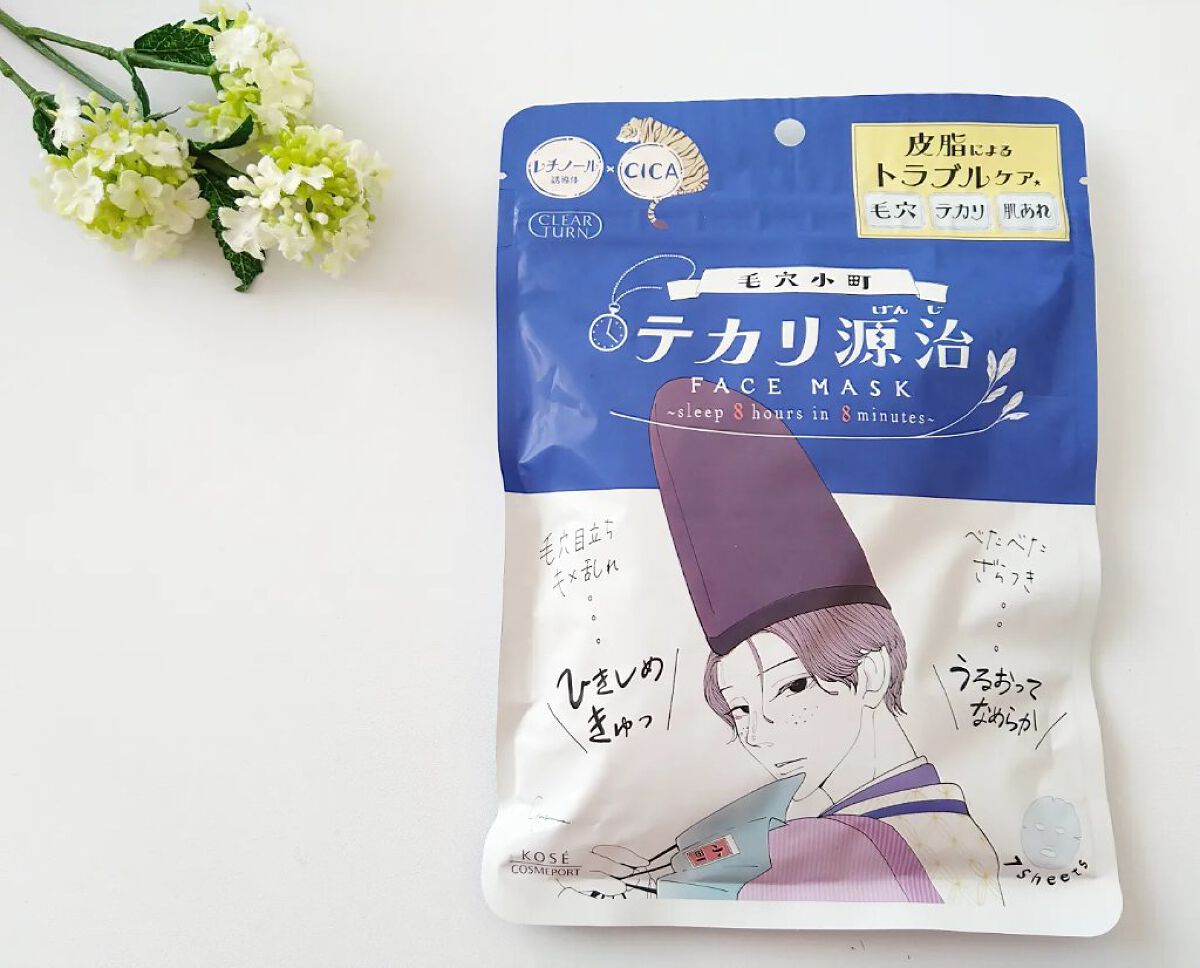 レチノール
誘導体
×
CICA
CLEAR
TURN
皮脂による
トラブルケア★
毛穴 テカリ 肌あれ
毛穴小町
げん じ
テカリ源治
FACE MASK
~sleep 8 hours in 8 minutes~
毛穴目立ち
キメ乱れ
ひきしめ
きゅっ
べたべた
ざらつき
うるおって
なめらか
小町
KOSÉ
COSMEPORT
7 sheets